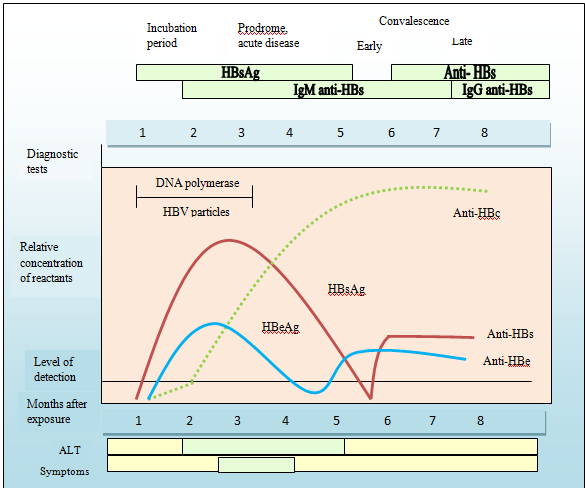 Convalescence
Incubation
period
Prodrome,
acute disease
Early
Late
HBsAg
Anti- HBs
IgM anti-HBs
IgG anti-HBs
1 2 3 4 5 6 7 8
Diagnostic
tests
DNA polymerase
HBV particles
Anti-HBc
Relative
concentration
of reactants
HBsAg
HBeAg
Anti-HBs
Anti-HBe
Level of
detection
Months after
exposure
1 2 3 4 5 6 7 8
ALT
Symptoms